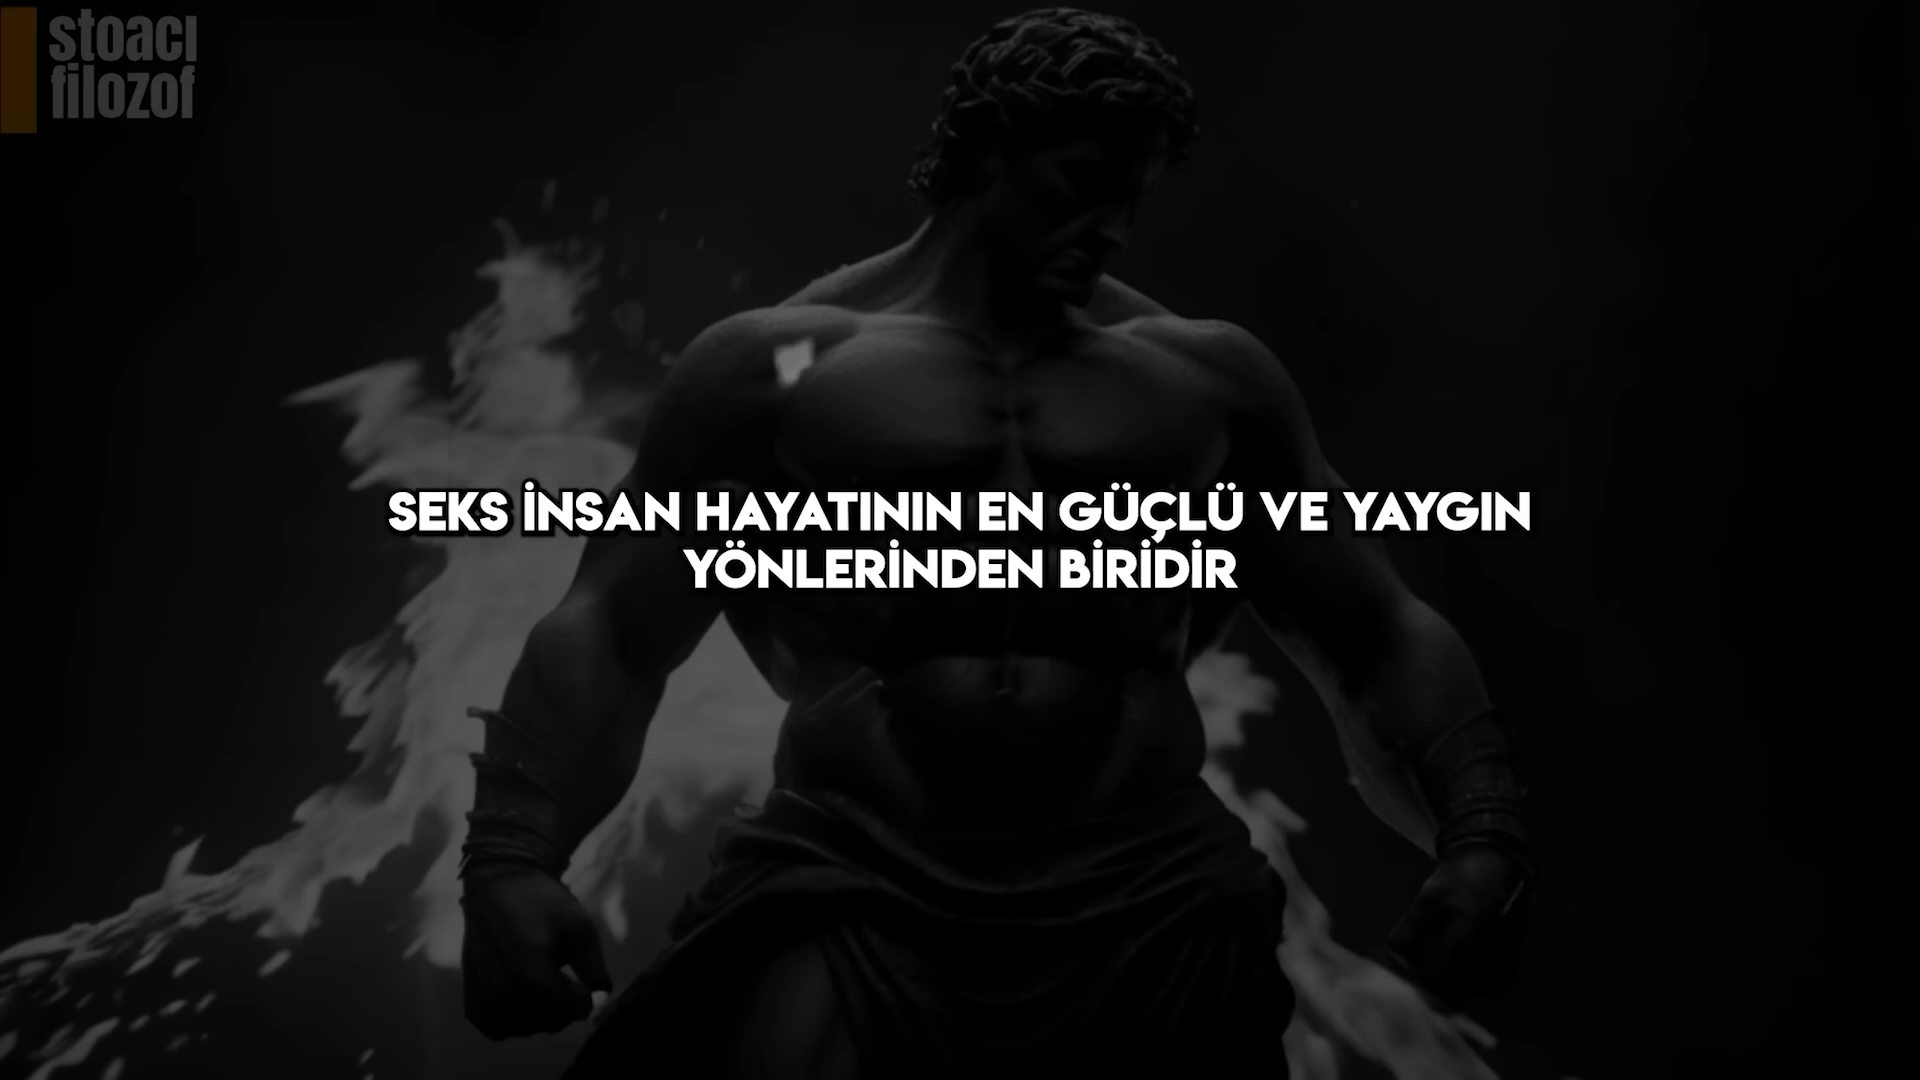 stoacı
filozof
SEKS İNSAN HAYATININ EN GÜÇLÜ VE YAYGIN
YÖNLERİNDEN BİRİDİR